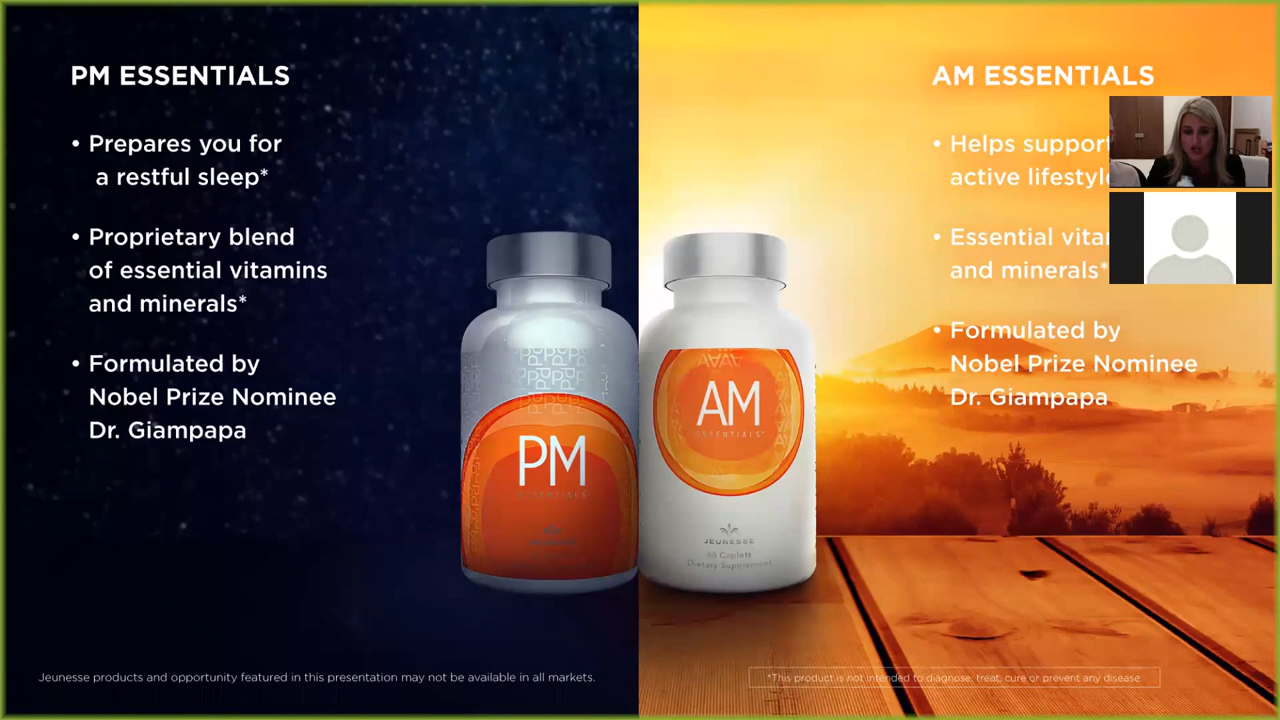 PM ESSENTIALS
• Prepares you for
a restful sleep*
• Proprietary blend
of essential vitamins
and minerals*
• Formulated by
Nobel Prize Nominee
Dr. Giampapa
AM ESSENTIALS
• Helps support
active lifestyle
• Essential
and minerals*
• Formulated by
Nobel Prize Nominee
Dr. Giampapa
PM
ESSENTIALS
JEUNESSE
AM
ESSENTIALS
JEUNESSE
60 Caplets
Dietary Supplement
Jeunesse products and opportunity featured in this presentation may not be available in all markets.
*This product is not intended to diagnose, treat, cure or prevent any disease.